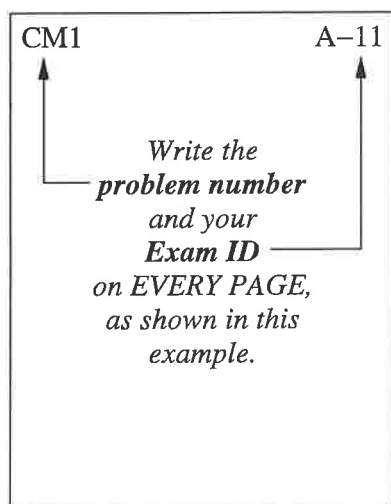 CM1 A–11
Write the
problem number
and your
Exam ID
on EVERY PAGE,
as shown in this
example.